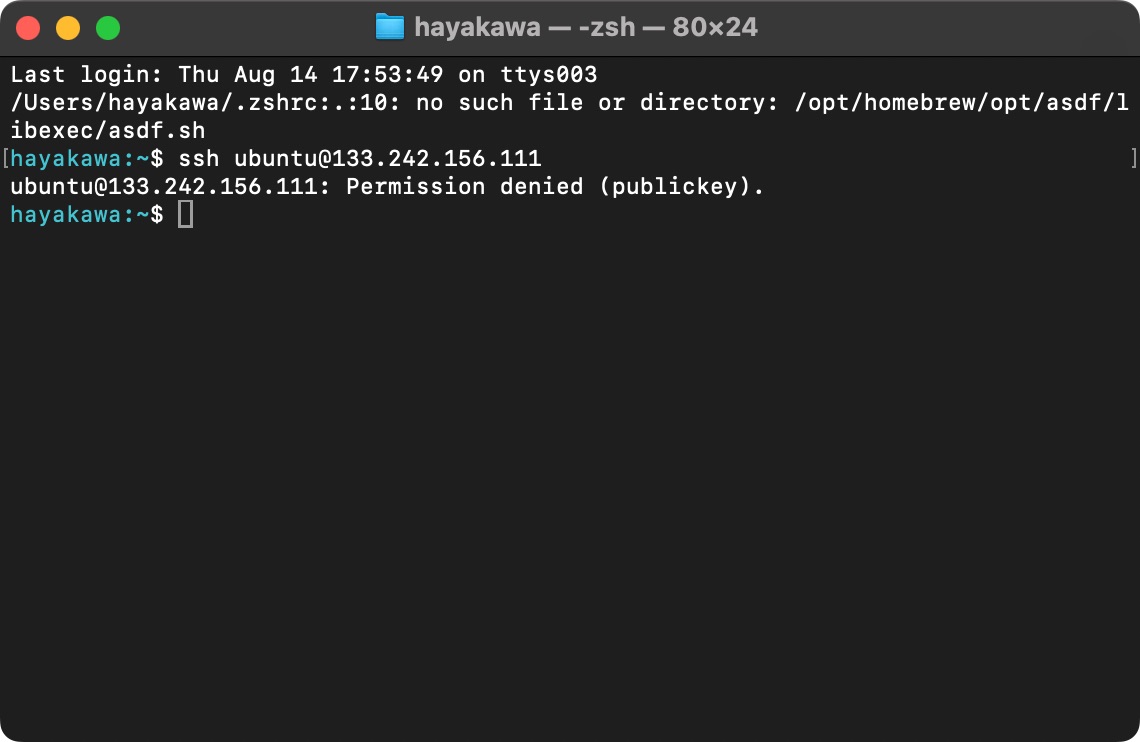 hayakawa — -zsh — 80×24
Last login: Thu Aug 14 17:53:49 on ttys003
/Users/hayakawa/.zshrc:.:10: no such file or directory: /opt/homebrew/opt/asdf/l
ibexec/asdf.sh
[hayakawa:~$ ssh ubuntu@133.242.156.111 ]
ubuntu@133.242.156.111: Permission denied (publickey).
hayakawa:~$